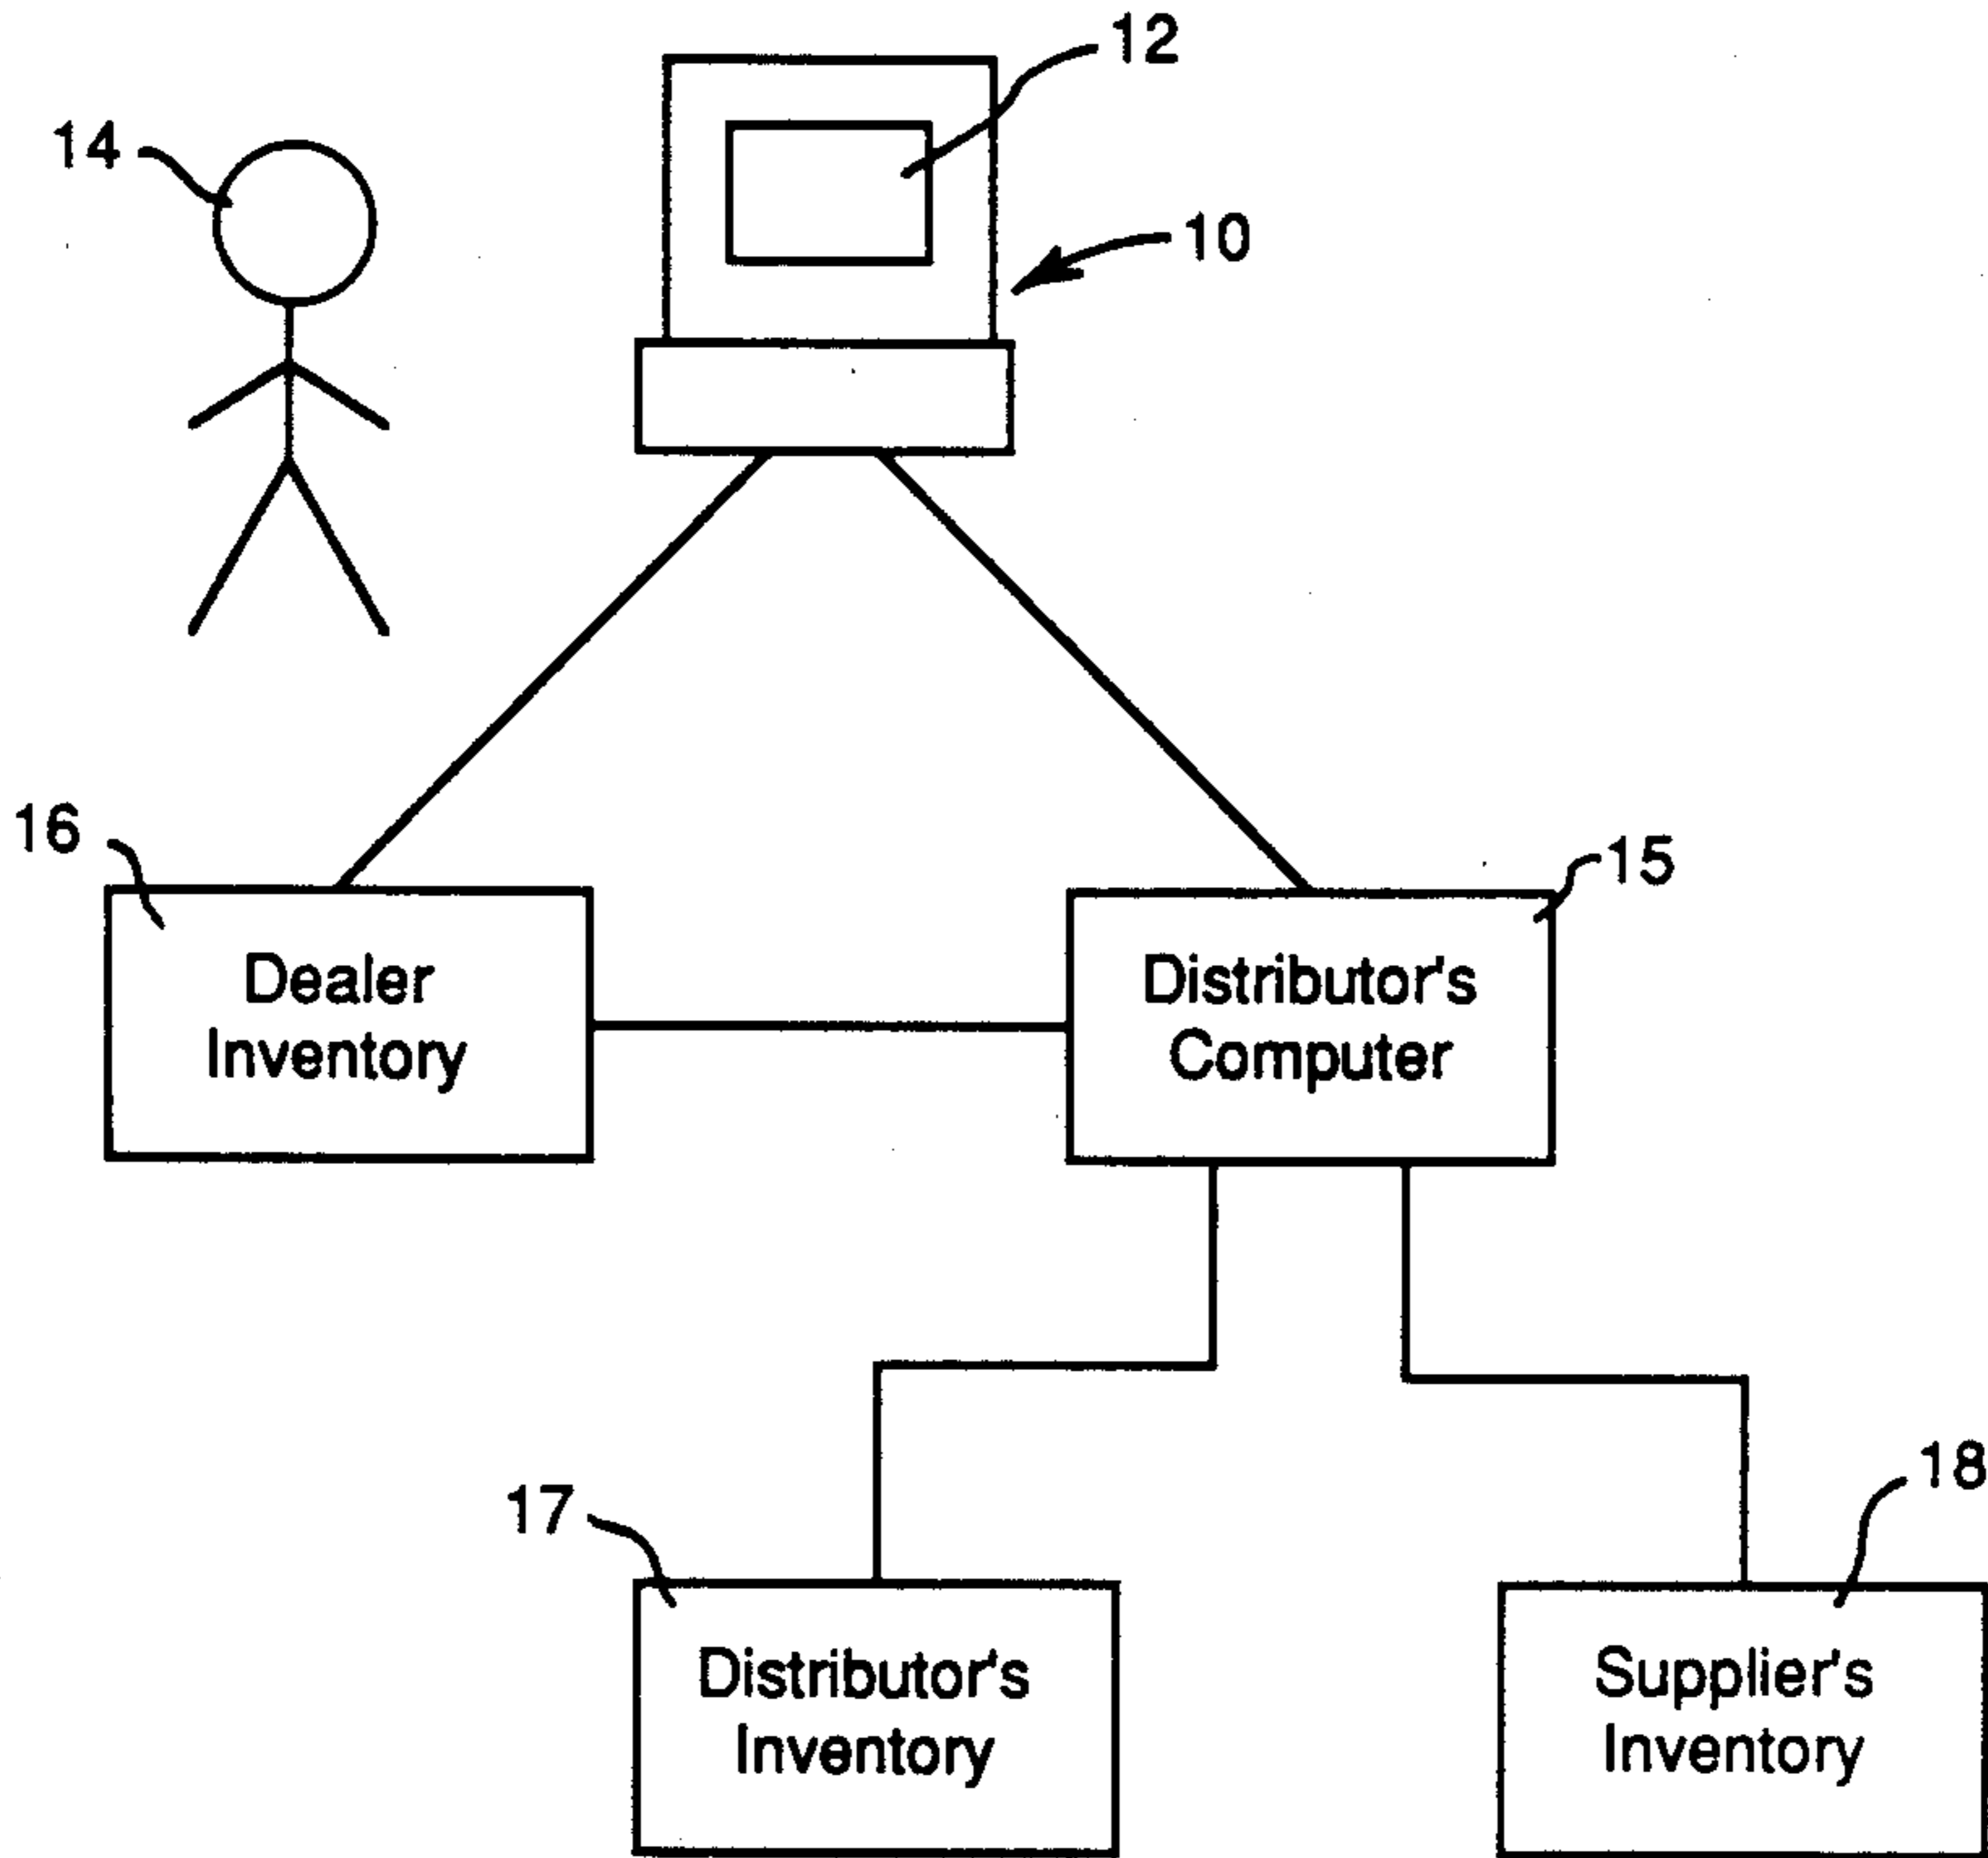 12
14
10
16
15
Dealer
Inventory
Distributor's
Computer
17
18
Distributor's
Inventory
Supplier's
Inventory